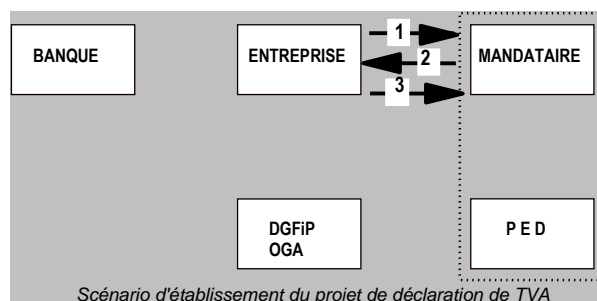 1
BANQUE
ENTREPRISE
2
MANDATAIRE
3
DGFiP
OGA
P E D
Scénario d'établissement du projet de déclaration de TVA